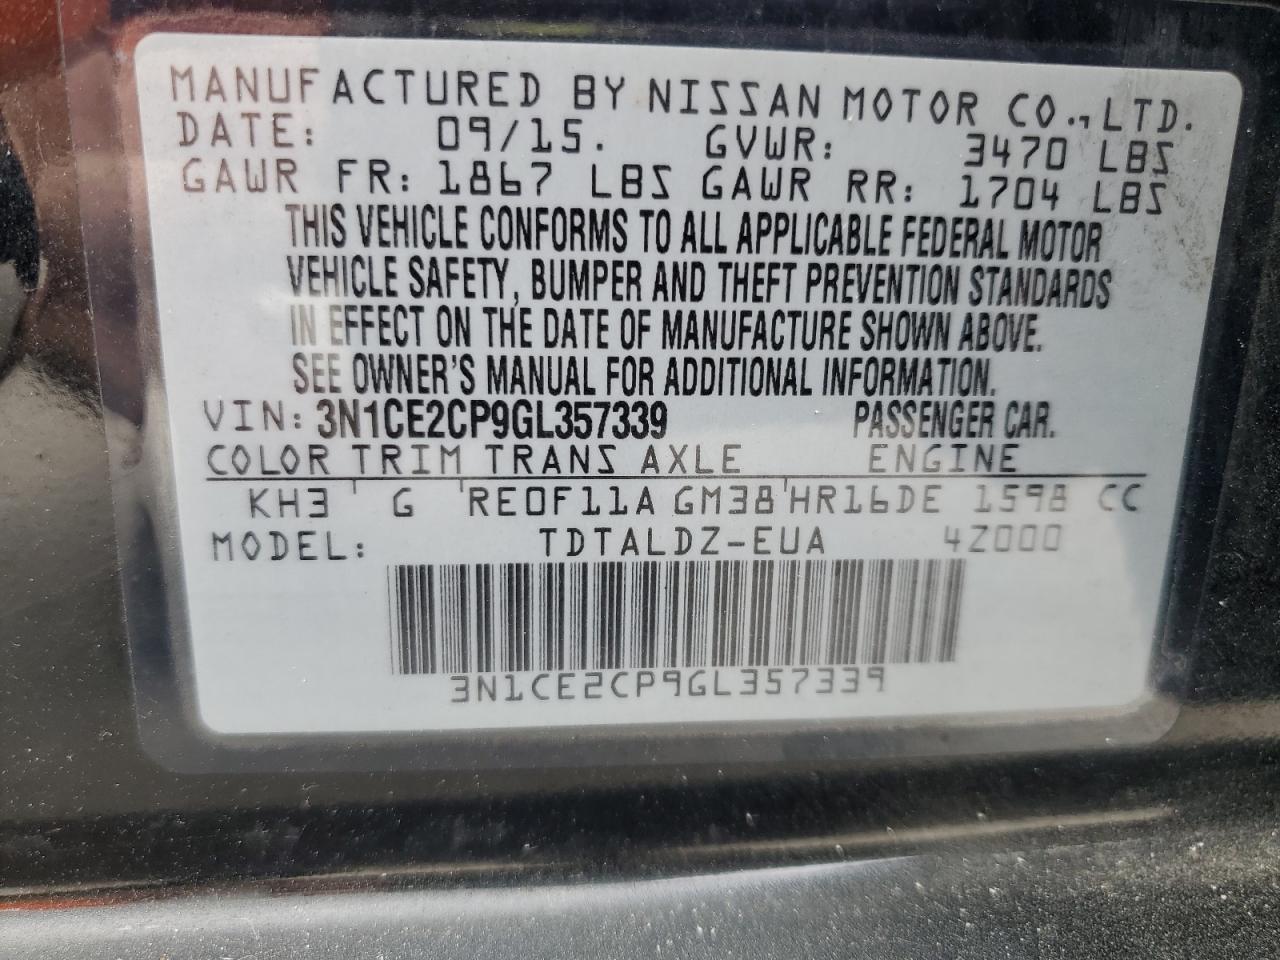 MANUFACTURED BY NISSAN MOTOR CO., LTD.
DATE: 09/15. GVWR: 3470 LBS
GAWR FR: 1867 LBS GAWR RR: 1704 LBS
THIS VEHICLE CONFORMS TO ALL APPLICABLE FEDERAL MOTOR
VEHICLE SAFETY, BUMPER AND THEFT PREVENTION STANDARDS
IN EFFECT ON THE DATE OF MANUFACTURE SHOWN ABOVE.
SEE OWNER'S MANUAL FOR ADDITIONAL INFORMATION.
VIN: 3N1CE2CP9GL357339 PASSENGER CAR.
COLOR TRIM TRANS AXLE ENGINE
KH3 G RE0F11A GM38 HR16DE 1598 CC
MODEL: TDTALDZ-EUA 4Z000
3N1CE2CP9GL357339